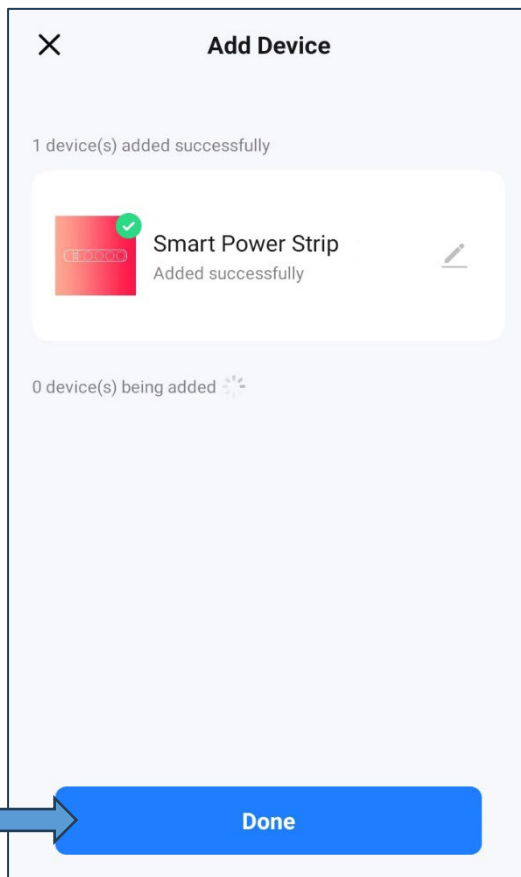 Add Device
1 device(s) added successfully
Smart Power Strip
Added successfully
0 device(s) being added
Done